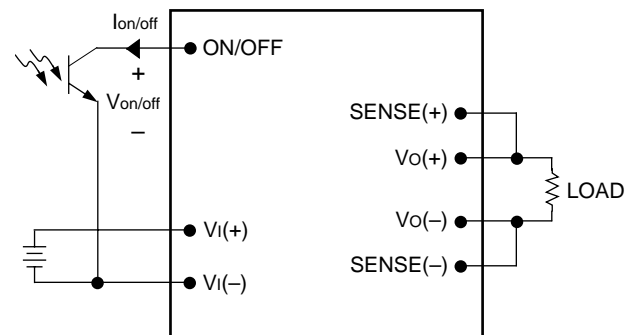 Ion/off
ON/OFF
+
Von/off
–
SENSE(+)
VO(+)
LOAD
VO(–)
VI(+)
SENSE(–)
VI(–)